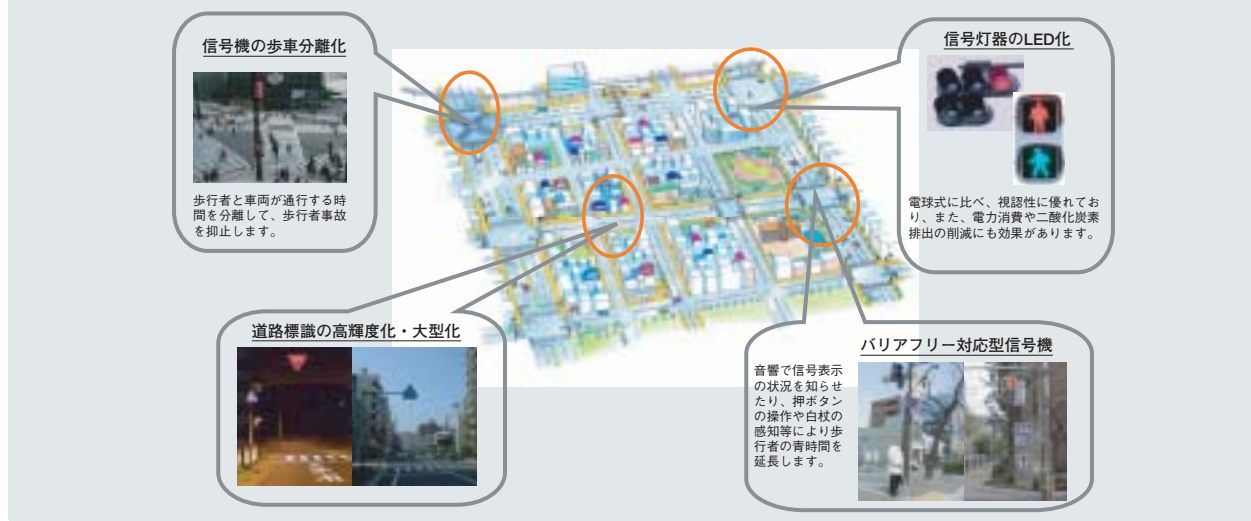 信号機の歩車分離化
歩行者と車両が通行する時
間を分離して、歩行者事故
を抑止します。
信号灯器のLED化
電球式に比べ、視認性に優れてお
り、また、電力消費や二酸化炭素
排出の削減にも効果があります。
道路標識の高輝度化・大型化
バリアフリー対応型信号機
音響で信号表示
の状況を知らせ
たり、押ボタン
の操作や白杖の
感知等により歩
行者の青時間を
延長します。